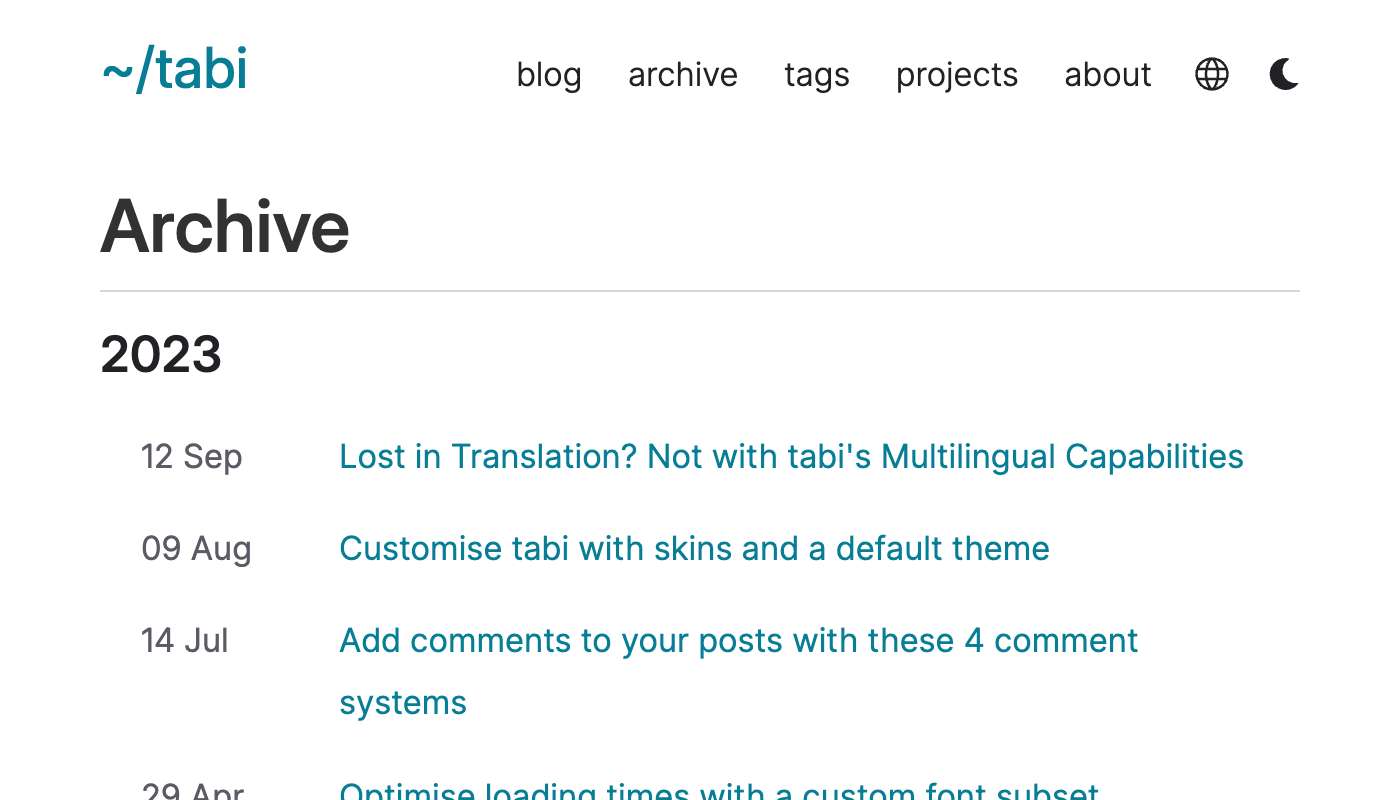 ~/tabi
blog archive tags projects about
Archive
2023
12 Sep Lost in Translation? Not with tabi's Multilingual Capabilities
09 Aug Customise tabi with skins and a default theme
14 Jul Add comments to your posts with these 4 comment
systems
29 Apr Optimise loading times with a custom font subset